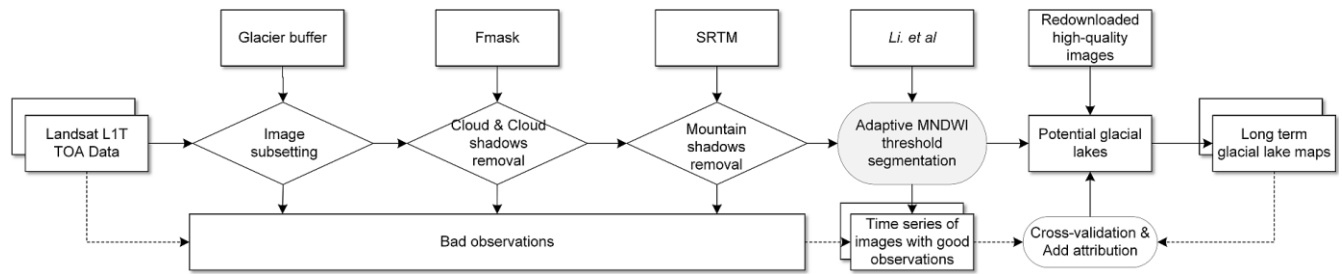 Glacier buffer
Fmask
SRTM
Li. et al
Redownloaded
high-quality
images
Landsat L1T
TOA Data
Image
subsetting
Cloud & Cloud
shadows
removal
Mountain
shadows
removal
Adaptive MNDWI
threshold
segmentation
Potential glacial
lakes
Long term
glacial lake maps
Bad observations
Time series of
images with good
observations
Cross-validation &
Add attribution